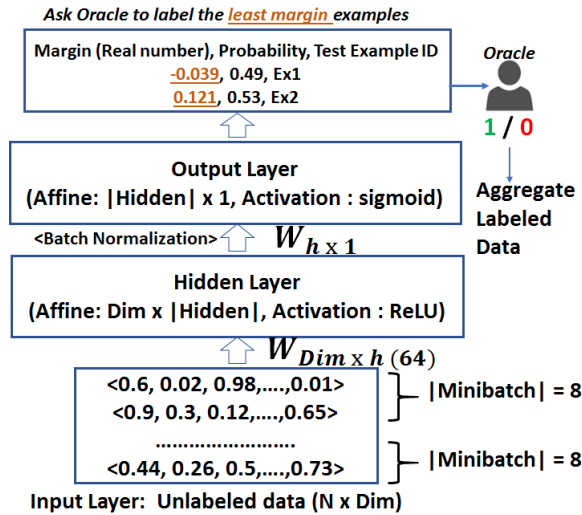 Ask Oracle to label the least margin examples
Margin (Real number), Probability, Test Example ID
-0.039, 0.49, Ex1
0.121, 0.53, Ex2
Oracle
1 / 0
Aggregate
Labeled
Data
Output Layer
(Affine: |Hidden| x 1, Activation : sigmoid)
<Batch Normalization>
W h x 1
Hidden Layer
(Affine: Dim x |Hidden|, Activation : ReLU)
W Dim x h (64)
<0.6, 0.02, 0.98,....,0.01>
<0.9, 0.3, 0.12,....,0.65>
|Minibatch| = 8
...........................
<0.44, 0.26, 0.5,....,0.73>
|Minibatch| = 8
Input Layer: Unlabeled data (N x Dim)